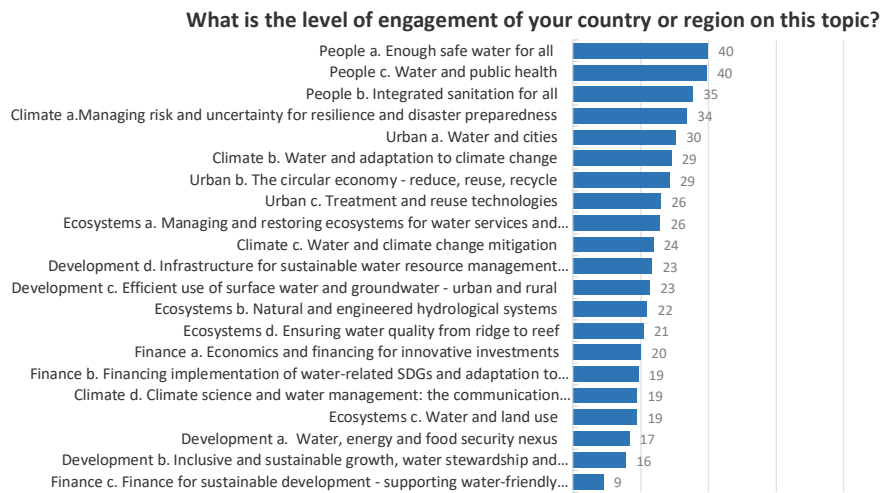 What is the level of engagement of your country or region on this topic?
People a. Enough safe water for all 40
People c. Water and public health 40
People b. Integrated sanitation for all 35
Climate a.Managing risk and uncertainty for resilience and disaster preparedness 34
Urban a. Water and cities 30
Climate b. Water and adaptation to climate change 29
Urban b. The circular economy - reduce, reuse, recycle 29
Urban c. Treatment and reuse technologies 26
Ecosystems a. Managing and restoring ecosystems for water services and… 26
Climate c. Water and climate change mitigation 24
Development d. Infrastructure for sustainable water resource management… 23
Development c. Efficient use of surface water and groundwater - urban and rural 23
Ecosystems b. Natural and engineered hydrological systems 22
Ecosystems d. Ensuring water quality from ridge to reef 21
Finance a. Economics and financing for innovative investments 20
Finance b. Financing implementation of water-related SDGs and adaptation to… 19
Climate d. Climate science and water management: the communication… 19
Ecosystems c. Water and land use 19
Development a.  Water, energy and food security nexus 17
Development b. Inclusive and sustainable growth, water stewardship and… 16
Finance c. Finance for sustainable development - supporting water-friendly… 9